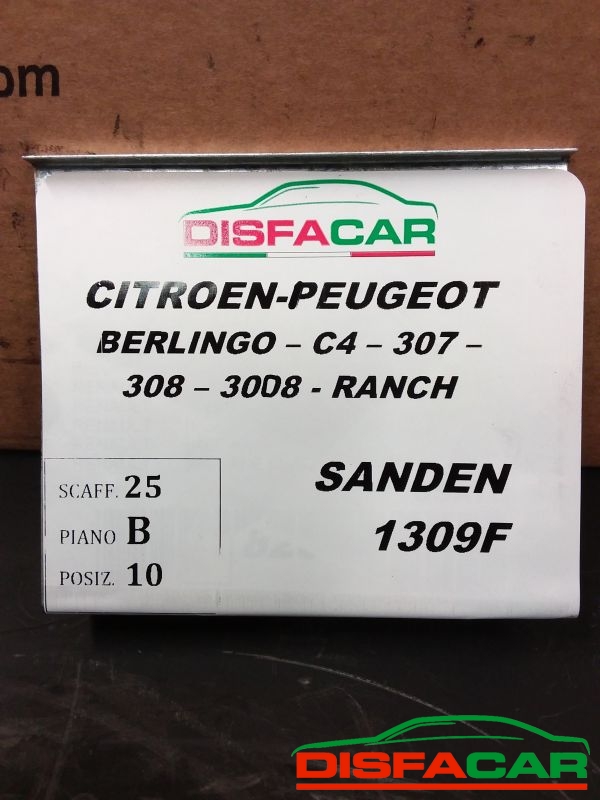 om
DISFACAR
CITROEN-PEUGEOT
BERLINGO – C4 – 307 –
308 – 3008 - RANCH
SANDEN
1309F
SCAFF. 25
PIANO B
POSIZ. 10
DISFACAR